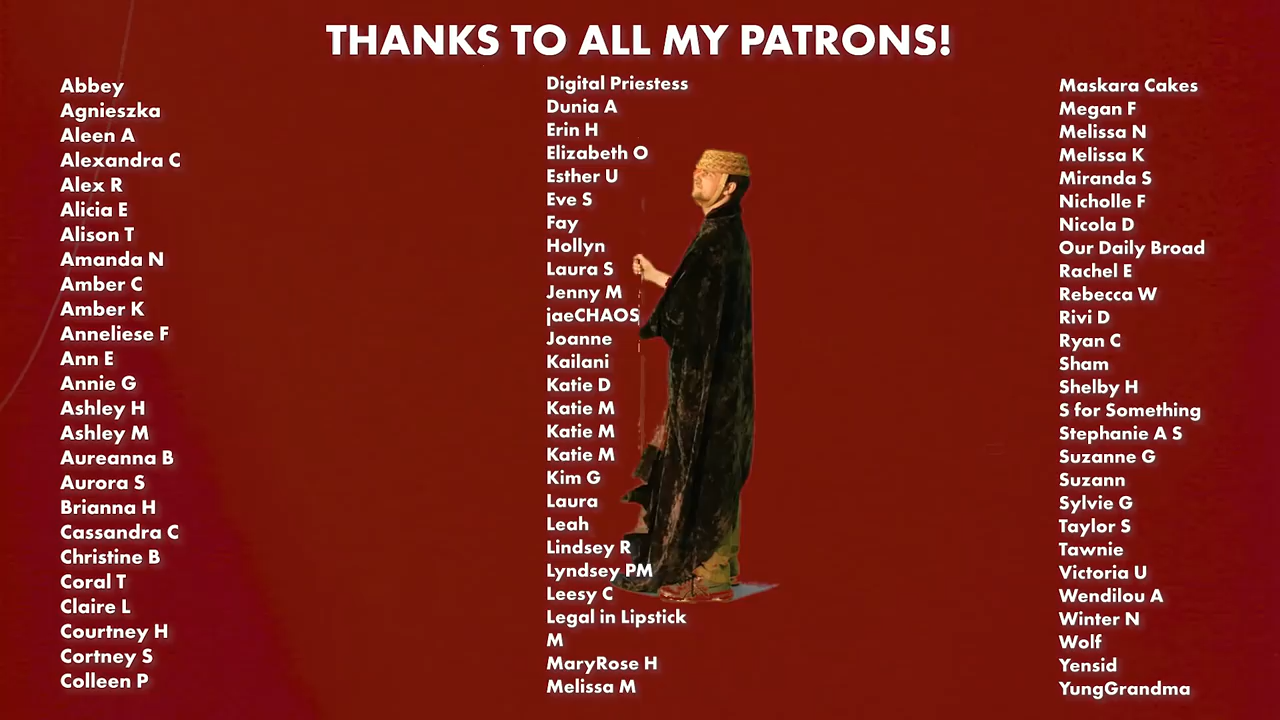 THANKS TO ALL MY PATRONS!
Abbey
Agnieszka
Aleen A
Alexandra C
Alex R
Alicia E
Alison T
Amanda N
Amber C
Amber K
Anneliese F
Ann E
Annie G
Ashley H
Ashley M
Aureanna B
Aurora S
Brianna H
Cassandra C
Christine B
Coral T
Claire L
Courtney H
Cortney S
Colleen P
Digital Priestess
Dunia A
Erin H
Elizabeth O
Esther U
Eve S
Fay
Hollyn
Laura S
Jenny M
jaeCHAOS
Joanne
Kailani
Katie D
Katie M
Katie M
Katie M
Kim G
Laura
Leah
Lindsey R
Lyndsey PM
Leesy C
Legal in Lipstick
M
MaryRose H
Melissa M
Maskara Cakes
Megan F
Melissa N
Melissa K
Miranda S
Nicholle F
Nicola D
Our Daily Broad
Rachel E
Rebecca W
Rivi D
Ryan C
Sham
Shelby H
S for Something
Stephanie A S
Suzanne G
Suzann
Sylvie G
Taylor S
Tawnie
Victoria U
Wendilou A
Winter N
Wolf
Yensid
YungGrandma